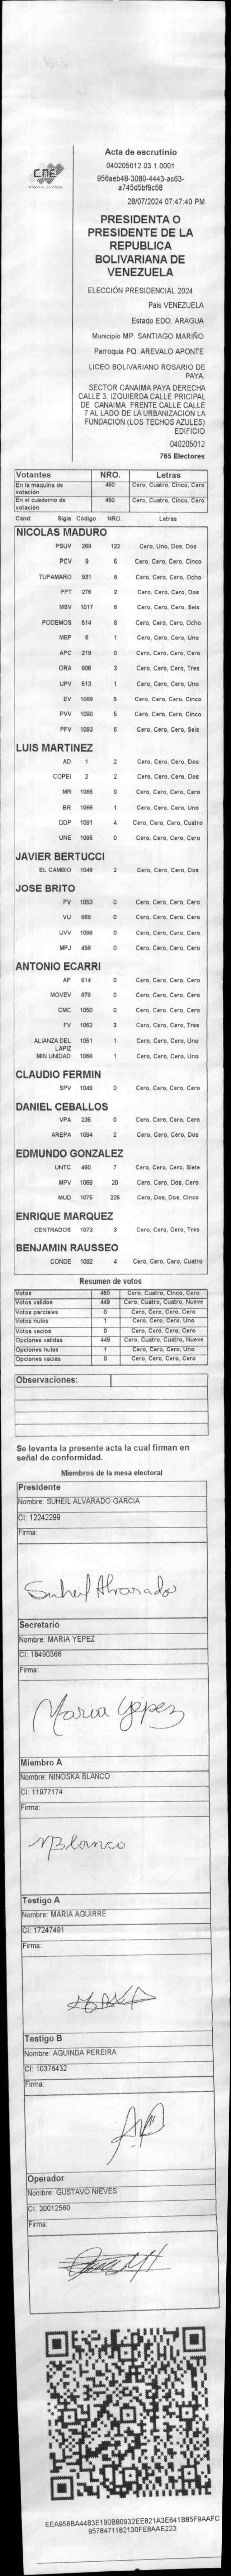 CNE
Acta de escrutinio
040205012.03.1.0001
956aeb48-3080-4443-ac63-
a745d5bf9c58
28/07/2024 07:47:40 PM
PRESIDENTA O
PRESIDENTE DE LA
REPUBLICA
BOLIVARIANA DE
VENEZUELA
ELECCIÓN PRESIDENCIAL 2024
País VENEZUELA
Estado EDO. ARAGUA
Municipio MP. SANTIAGO MARIÑO
Parroquia PQ. AREVALO APONTE
LICEO BOLIVARIANO ROSARIO DE
PAYA.
SECTOR CANAIMA PAYA DERECHA
CALLE 3. IZQUIERDA CALLE PRICIPAL
DE CANAIMA. FRENTE CALLE CALLE
7 AL LADO DE LA URBANIZACION LA
FUNDACION (LOS TECHOS AZULES)
EDIFICIO
040205012
765 Electores
Votantes NRO. Letras
En la máquina de votación 450 Cero, Cuatro, Cinco, Cero
En el cuaderno de votación 450 Cero, Cuatro, Cinco, Cero
Cand. Sigla Código NRO. Letras
NICOLAS MADURO
PSUV 269 122 Cero, Uno, Dos, Dos
PCV 9 5 Cero, Cero, Cero, Cinco
TUPAMARO 931 8 Cero, Cero, Cero, Ocho
PPT 276 2 Cero, Cero, Cero, Dos
MSV 1017 6 Cero, Cero, Cero, Seis
PODEMOS 514 8 Cero, Cero, Cero, Ocho
MEP 6 1 Cero, Cero, Cero, Uno
APC 219 0 Cero, Cero, Cero, Cero
ORA 906 3 Cero, Cero, Cero, Tres
UPV 513 1 Cero, Cero, Cero, Uno
EV 1089 5 Cero, Cero, Cero, Cinco
PVV 1090 5 Cero, Cero, Cero, Cinco
PFV 1093 6 Cero, Cero, Cero, Seis
LUIS MARTINEZ
AD 1 2 Cero, Cero, Cero, Dos
COPEI 2 2 Cero, Cero, Cero, Dos
MR 1066 0 Cero, Cero, Cero, Cero
BR 1 Cero, Cero, Cero, Uno
DDP 1091 4 Cero, Cero, Cero, Cuatro
UNE 1095 0 Cero, Cero, Cero, Cero
JAVIER BERTUCCI
EL CAMBIO 1048 2 Cero, Cero, Cero, Dos
JOSE BRITO
PV 1053 0 Cero, Cero, Cero, Cero
VU 868 0 Cero, Cero, Cero, Cero
UVV 1096 0 Cero, Cero, Cero, Cero
MPJ 458 0 Cero, Cero, Cero, Cero
ANTONIO ECARRI
AP 814 0 Cero, Cero, Cero, Cero
MOVEV 879 0 Cero, Cero, Cero, Cero
CMC 1050 0 Cero, Cero, Cero, Cero
FV 1062 3 Cero, Cero, Cero, Tres
ALIANZA DEL 1051 1 Cero, Cero, Cero, Uno
LAPIZ
MIN UNIDAD 1068 1 Cero, Cero, Cero, Uno
CLAUDIO FERMIN
SPV 1049 0 Cero, Cero, Cero, Cero
DANIEL CEBALLOS
VPA 236 0 Cero, Cero, Cero, Cero
AREPA 1094 2 Cero, Cero, Cero, Dos
EDMUNDO GONZALEZ
UNTC 460 7 Cero, Cero, Cero, Siete
MPV 1069 20 Cero, Cero, Dos, Cero
MUD 1075 225 Cero, Dos, Dos, Cinco
ENRIQUE MARQUEZ
CENTRADOS 1073 3 Cero, Cero, Cero, Tres
BENJAMIN RAUSSEO
CONDE 1092 4 Cero, Cero, Cero, Cuatro
Resumen de votos
Votos 450 Cero, Cuatro, Cinco, Cero
Votos validos 449 Cero, Cuatro, Cuatro, Nueve
Votos parciales 0 Cero, Cero, Cero, Cero
Votos nulos 1 Cero, Cero, Cero, Uno
Votos vacíos 0 Cero, Cero, Cero, Cero
Opciones validas 449 Cero, Cuatro, Cuatro, Nueve
Opciones nulas 1 Cero, Cero, Cero, Uno
Opciones vacías 0 Cero, Cero, Cero, Cero
Observaciones:
Se levanta la presente acta la cual firman en
señal de conformidad.
Miembros de la mesa electoral
Presidente
Nombre: SUHEIL ALVARADO GARCIA
CI: 12242299
Firma:
Suheil Alvarado
Secretario
Nombre: MARIA YEPEZ
CI: 18490366
Firma:
Maria Yepez
Miembro A
Nombre: NINOSKA BLANCO
CI: 11977174
Firma:
NBlanco
Testigo A
Nombre: MARIA AGUIRRE
CI: 17247491
Firma:
Testigo B
Nombre: AGUINDA PEREIRA
CI: 10376432
Firma:
Operador
Nombre: GUSTAVO NIEVES
CI: 30012560
Firma:
EEA956BA4483E190B80932EE821A3E641B85F9AAFC
9578471182130FE8AAE223